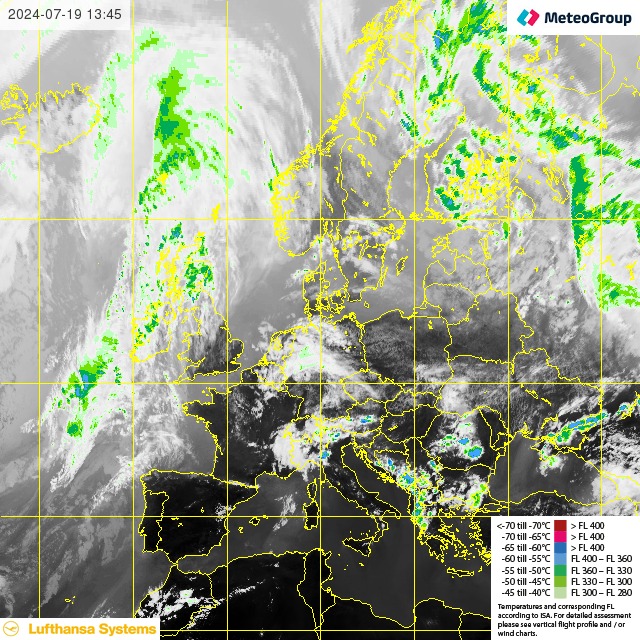 2024-07-19 13:45
MeteoGroup
<-70 till -70°C > FL 400
-70 till -65°C > FL 400
-65 till -60°C > FL 400
-60 till -55°C FL 400 – FL 360
-55 till -50°C FL 360 – FL 330
-50 till -45°C FL 330 – FL 300
-45 till -40°C FL 300 – FL 280
Temperatures and corresponding FL
according to ISA. For detailed assessment
please see vertical flight profile and / or
wind charts.
Lufthansa Systems